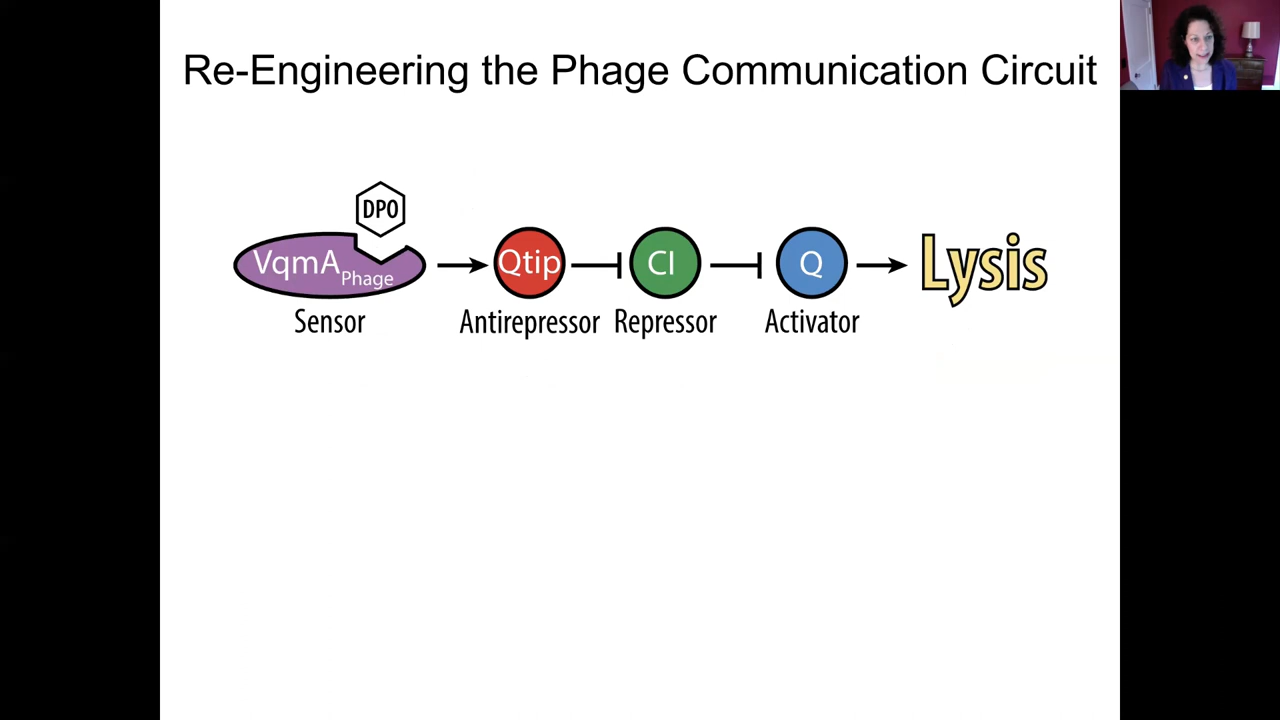 Re-Engineering the Phage Communication Circuit
DPO
VqmA Phage
Qtip
CI
Q
Lysis
Sensor
Antirepressor
Repressor
Activator